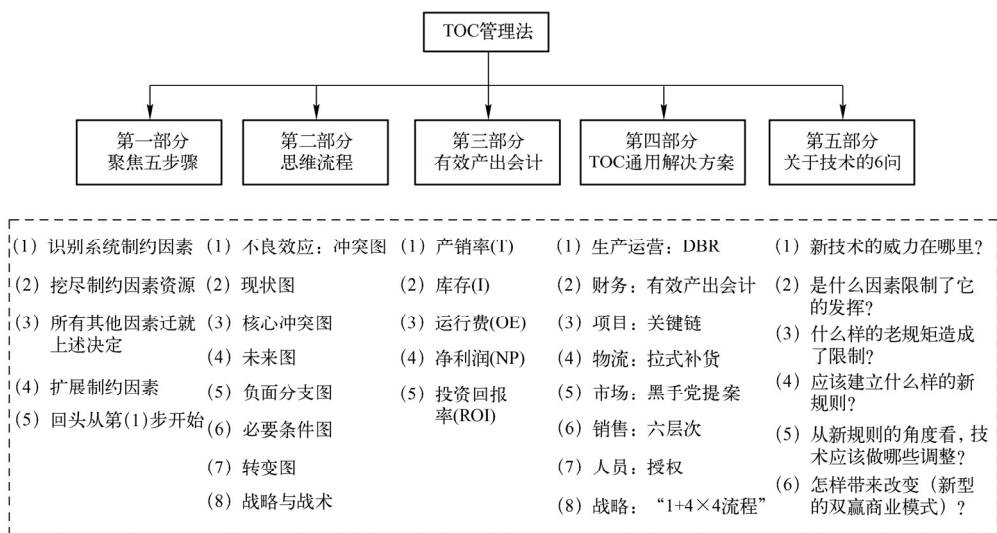 TOC管理法
第一部分
聚焦五步骤
第二部分
思维流程
第三部分
有效产出会计
第四部分
TOC通用解决方案
第五部分
关于技术的6问
(1) 识别系统制约因素
(2) 挖尽制约因素资源
(3) 所有其他因素迁就
上述决定
(4) 扩展制约因素
(5) 回头从第(1)步开始
(1) 不良效应：冲突图
(2) 现状图
(3) 核心冲突图
(4) 未来图
(5) 负面分支图
(6) 必要条件图
(7) 转变图
(8) 战略与战术
(1) 产销率(T)
(2) 库存(I)
(3) 运行费(OE)
(4) 净利润(NP)
(5) 投资回报
率(ROI)
(1) 生产运营：DBR
(2) 财务：有效产出会计
(3) 项目：关键链
(4) 物流：拉式补货
(5) 市场：黑手党提案
(6) 销售：六层次
(7) 人员：授权
(8) 战略：“1+4×4流程”
(1) 新技术的威力在哪里？
(2) 是什么因素限制了它
的发挥？
(3) 什么样的老规矩造成
了限制？
(4) 应该建立什么样的新
规则？
(5) 从新规则的角度看，技
术应该做哪些调整？
(6) 怎样带来改变（新型
的双赢商业模式）？